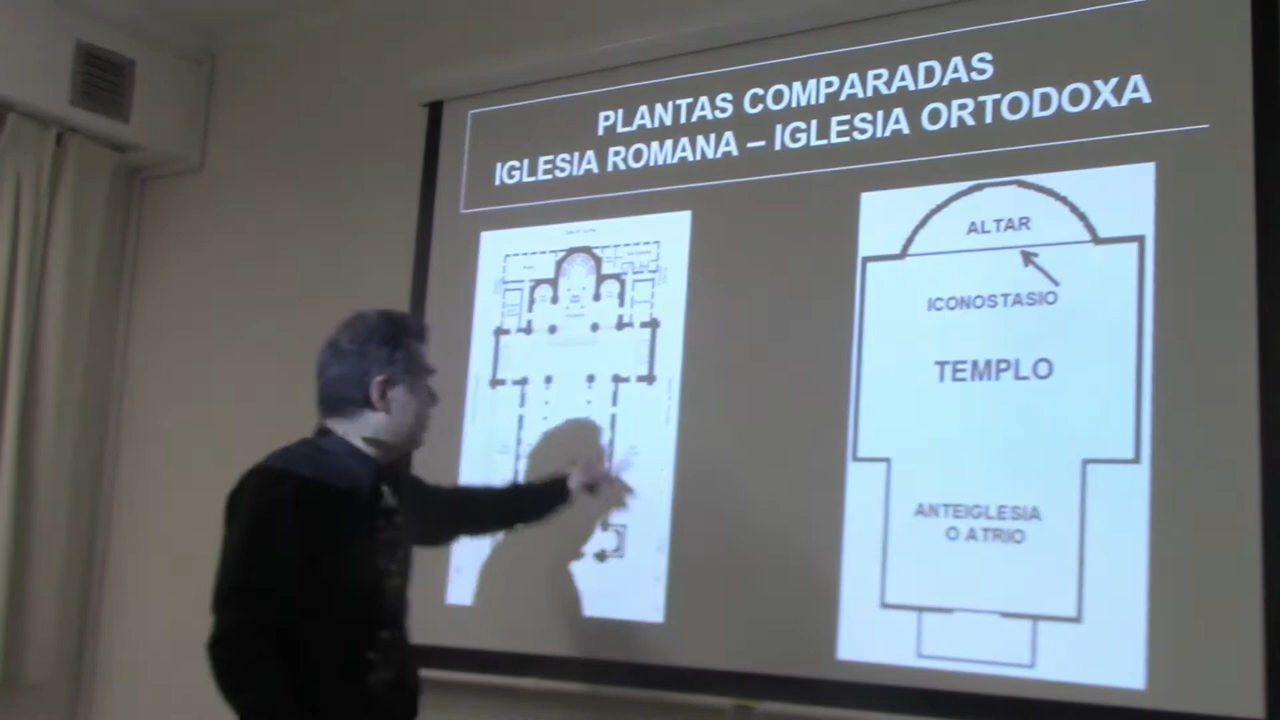 PLANTAS COMPARADAS
IGLESIA ROMANA – IGLESIA ORTODOXA
ALTAR
ICONOSTASIO
TEMPLO
ANTEIGLESIA
O ATRIO